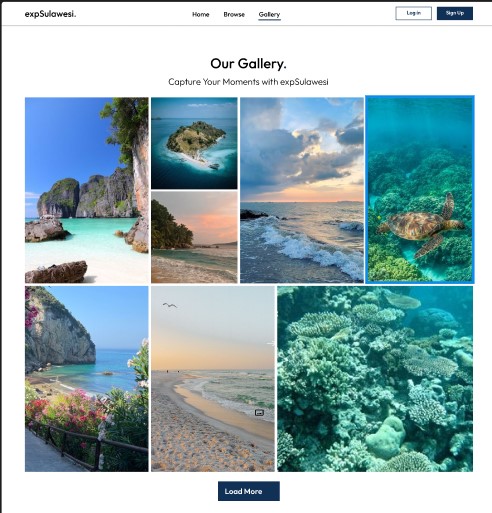 expSulawesi.
Home Browse Gallery
Log in Sign Up
Our Gallery.
Capture Your Moments with expSulawesi
Load More